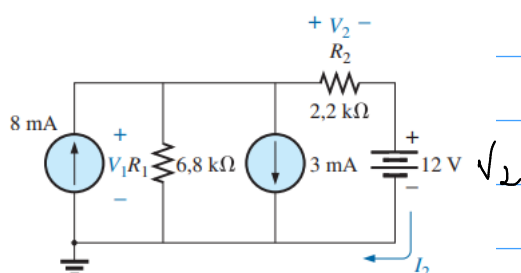 + V₂ −
R₂
2,2 kΩ
8 mA
+
V₁ R₁ 6,8 kΩ
−
3 mA
+
12 V
−
V₂
I₂